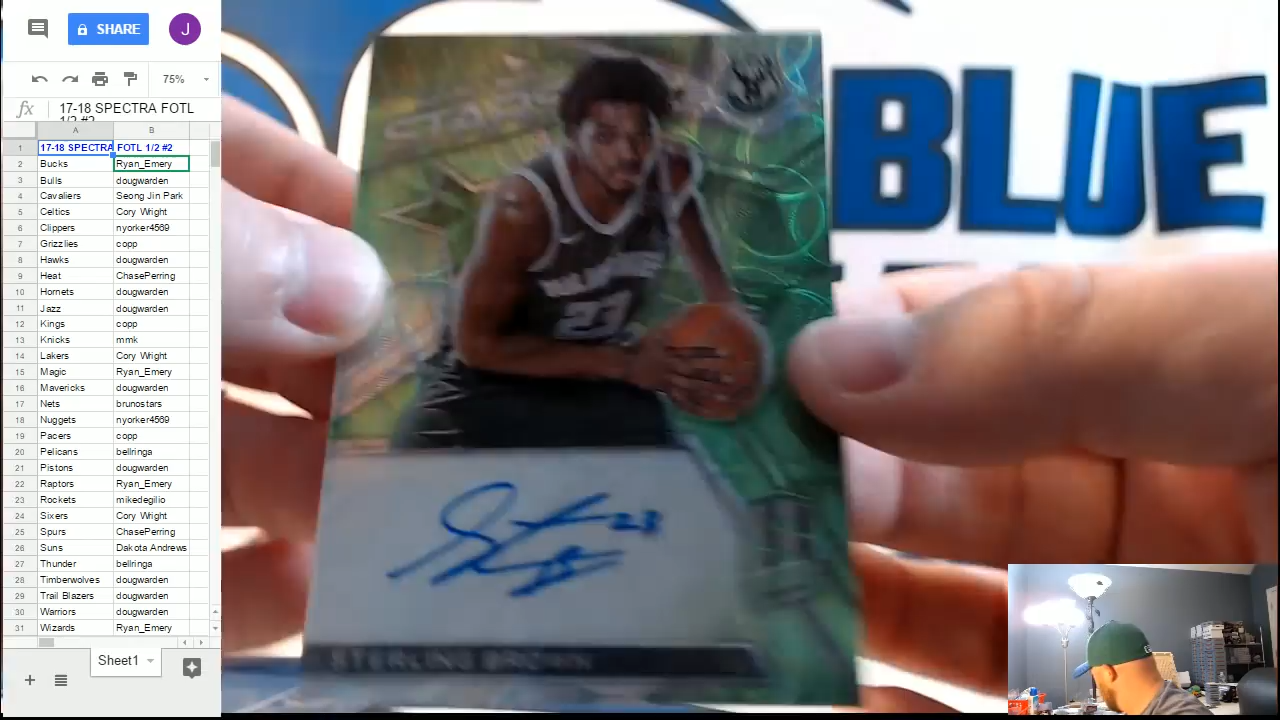 SHARE
J
75%
fx
17-18 SPECTRA FOTL
1/2 #2
A B
1 17-18 SPECTRA FOTL 1/2 #2
2 Bucks Ryan_Emery
3 Bulls dougwarden
4 Cavaliers Seong Jin Park
5 Celtics Cory Wright
6 Clippers nyorker4569
7 Grizzlies copp
8 Hawks dougwarden
9 Heat ChasePerring
10 Hornets dougwarden
11 Jazz dougwarden
12 Kings copp
13 Knicks mmk
14 Lakers Cory Wright
15 Magic Ryan_Emery
16 Mavericks dougwarden
17 Nets brunostars
18 Nuggets nyorker4569
19 Pacers copp
20 Pelicans bellringa
21 Pistons dougwarden
22 Raptors Ryan_Emery
23 Rockets mikedegilio
24 Sixers Cory Wright
25 Spurs ChasePerring
26 Suns Dakota Andrews
27 Thunder bellringa
28 Timberwolves dougwarden
29 Trail Blazers dougwarden
30 Warriors dougwarden
31 Wizards Ryan_Emery
Sheet1
BLUE
23
23
STERLING BROWN